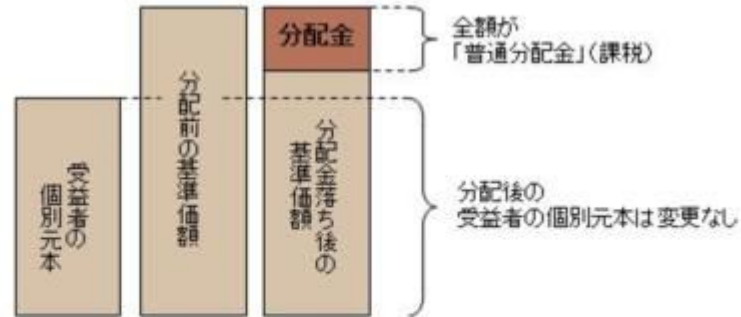 受益者の
個別元本
分配前の基準価額
分配金
分配金落ち後の
基準価額
全額が
「普通分配金」(課税)
分配後の
受益者の個別元本は変更なし